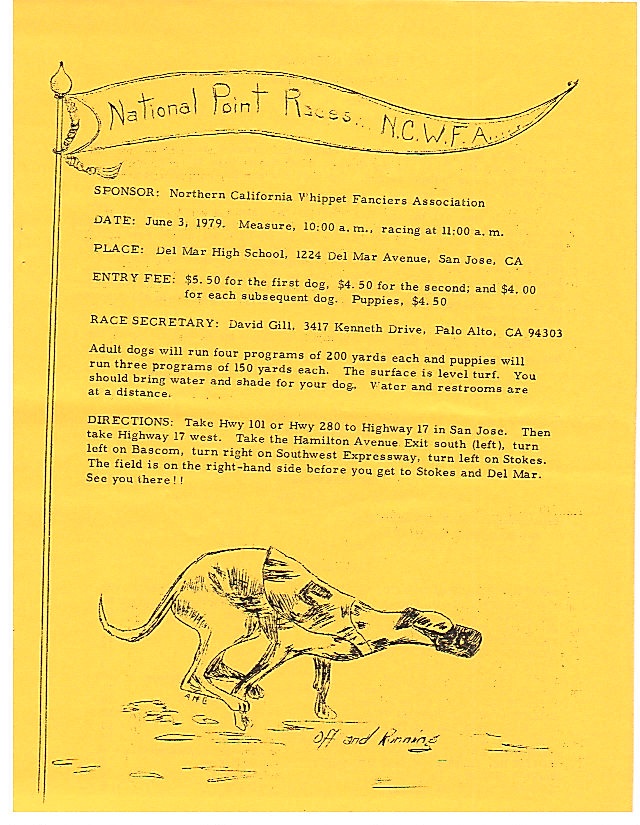 National Point Races... N.C.W.F.A....
SPONSOR: Northern California Whippet Fanciers Association
DATE: June 3, 1979. Measure, 10:00 a.m., racing at 11:00 a.m.
PLACE: Del Mar High School, 1224 Del Mar Avenue, San Jose, CA
ENTRY FEE: $5.50 for the first dog, $4.50 for the second; and $4.00
for each subsequent dog. Puppies, $4.50
RACE SECRETARY: David Gill, 3417 Kenneth Drive, Palo Alto, CA 94303
Adult dogs will run four programs of 200 yards each and puppies will
run three programs of 150 yards each. The surface is level turf. You
should bring water and shade for your dog. Water and restrooms are
at a distance.
DIRECTIONS: Take Hwy 101 or Hwy 280 to Highway 17 in San Jose. Then
take Highway 17 west. Take the Hamilton Avenue Exit south (left), turn
left on Bascom, turn right on Southwest Expressway, turn left on Stokes.
The field is on the right-hand side before you get to Stokes and Del Mar.
See you there!!
Off and Running